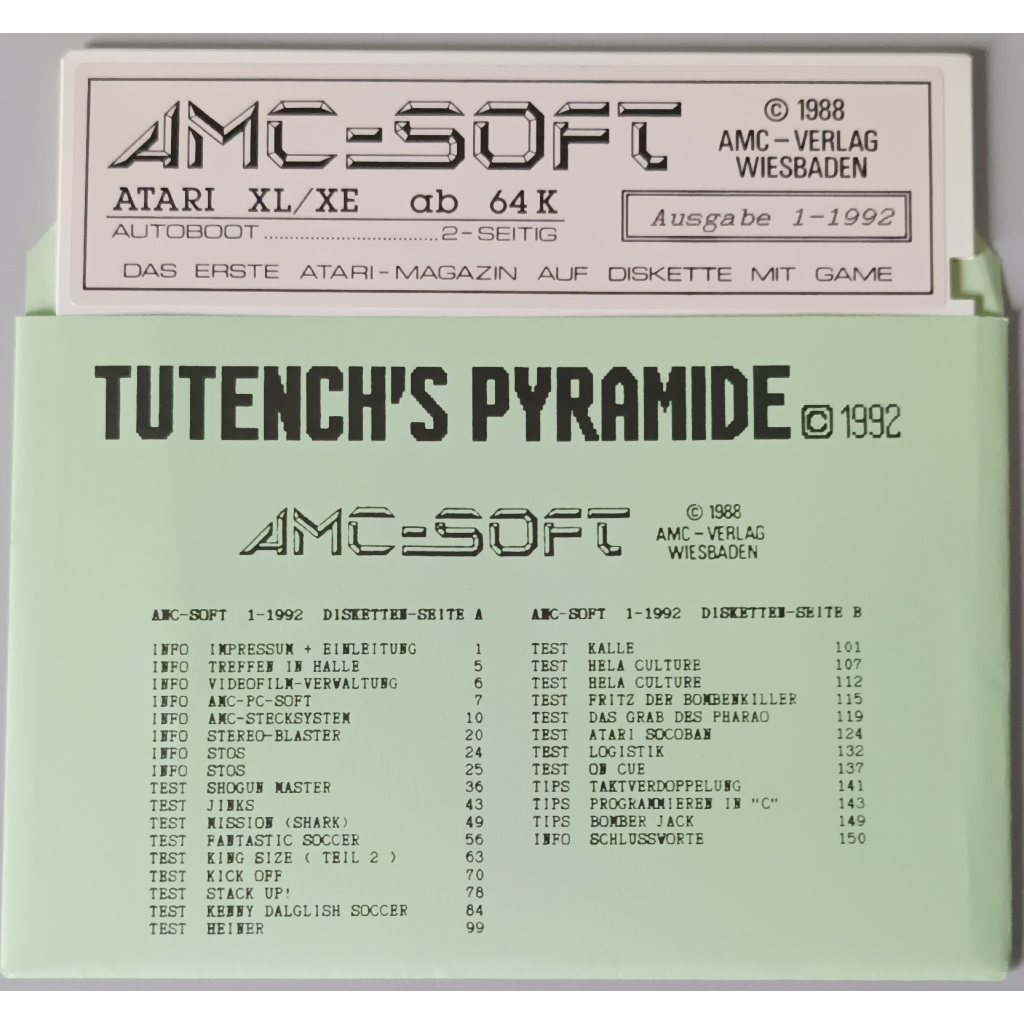 AMC-SOFT
© 1988
AMC-VERLAG
WIESBADEN
ATARI XL/XE ab 64K
AUTOBOOT..............................2-SEITIG
Ausgabe 1-1992
DAS ERSTE ATARI-MAGAZIN AUF DISKETTE MIT GAME
TUTENCH'S PYRAMIDE © 1992
AMC-SOFT
© 1988
AMC-VERLAG
WIESBADEN
AMC-SOFT 1-1992 DISKETTEN-SEITE A
INFO IMPRESSUM + EINLEITUNG 1
INFO TREFFEN IN HALLE 5
INFO VIDEOFILM-VERWALTUNG 6
INFO AMC-PC-SOFT 7
INFO AMC-STECKSYSTEM 10
INFO STEREO-BLASTER 20
INFO STOS 24
INFO STOS 25
TEST SHOGUN MASTER 36
TEST JINKS 43
TEST MISSION (SHARK) 49
TEST FANTASTIC SOCCER 56
TEST KING SIZE ( TEIL 2 ) 63
TEST KICK OFF 70
TEST STACK UP! 78
TEST KENNY DALGLISH SOCCER 84
TEST HEINER 99
AMC-SOFT 1-1992 DISKETTEN-SEITE B
TEST KALLE 101
TEST HELA CULTURE 107
TEST HELA CULTURE 112
TEST FRITZ DER BOMBENKILLER 115
TEST DAS GRAB DES PHARAO 119
TEST ATARI SOCOBAN 124
TEST LOGISTIK 132
TEST ON CUE 137
TIPS TAKTVERDOPPELUNG 141
TIPS PROGRAMMIEREN IN "C" 143
TIPS BOMBER JACK 149
INFO SCHLUSSWORTE 150